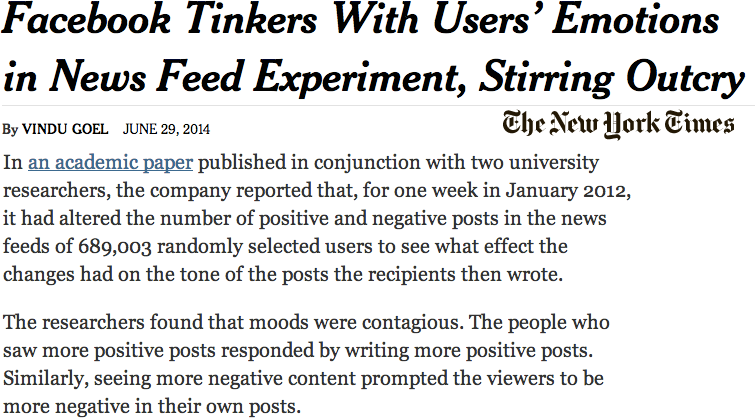 Facebook Tinkers With Users’ Emotions
in News Feed Experiment, Stirring Outcry
By VINDU GOEL JUNE 29, 2014
The New York Times
In an academic paper published in conjunction with two university
researchers, the company reported that, for one week in January 2012,
it had altered the number of positive and negative posts in the news
feeds of 689,003 randomly selected users to see what effect the
changes had on the tone of the posts the recipients then wrote.
The researchers found that moods were contagious. The people who
saw more positive posts responded by writing more positive posts.
Similarly, seeing more negative content prompted the viewers to be
more negative in their own posts.